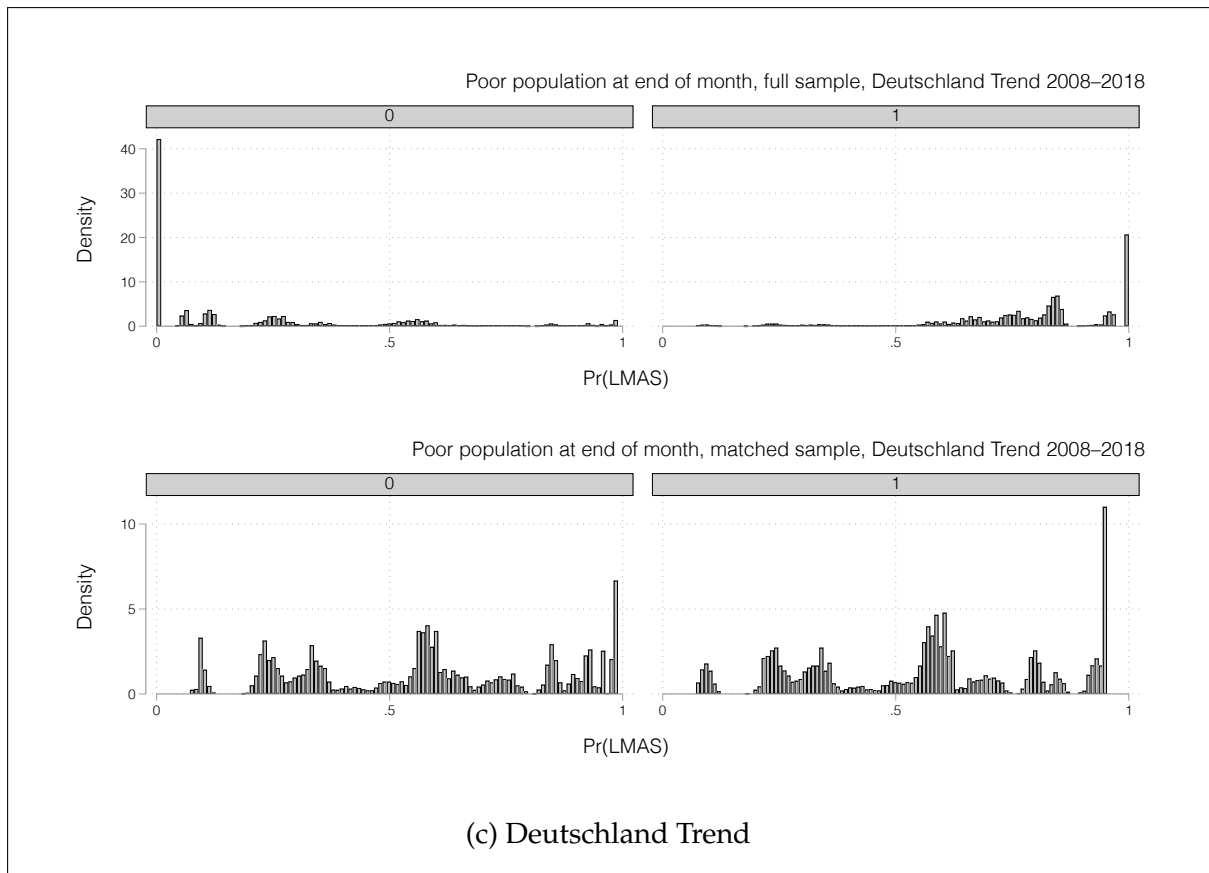 Poor population at end of month, full sample, Deutschland Trend 2008–2018
0 1
Density
40
30
20
10
0
0 .5 1 0 .5 1
Pr(LMAS)
Poor population at end of month, matched sample, Deutschland Trend 2008–2018
0 1
Density
10
5
0
0 .5 1 0 .5 1
Pr(LMAS)
(c) Deutschland Trend